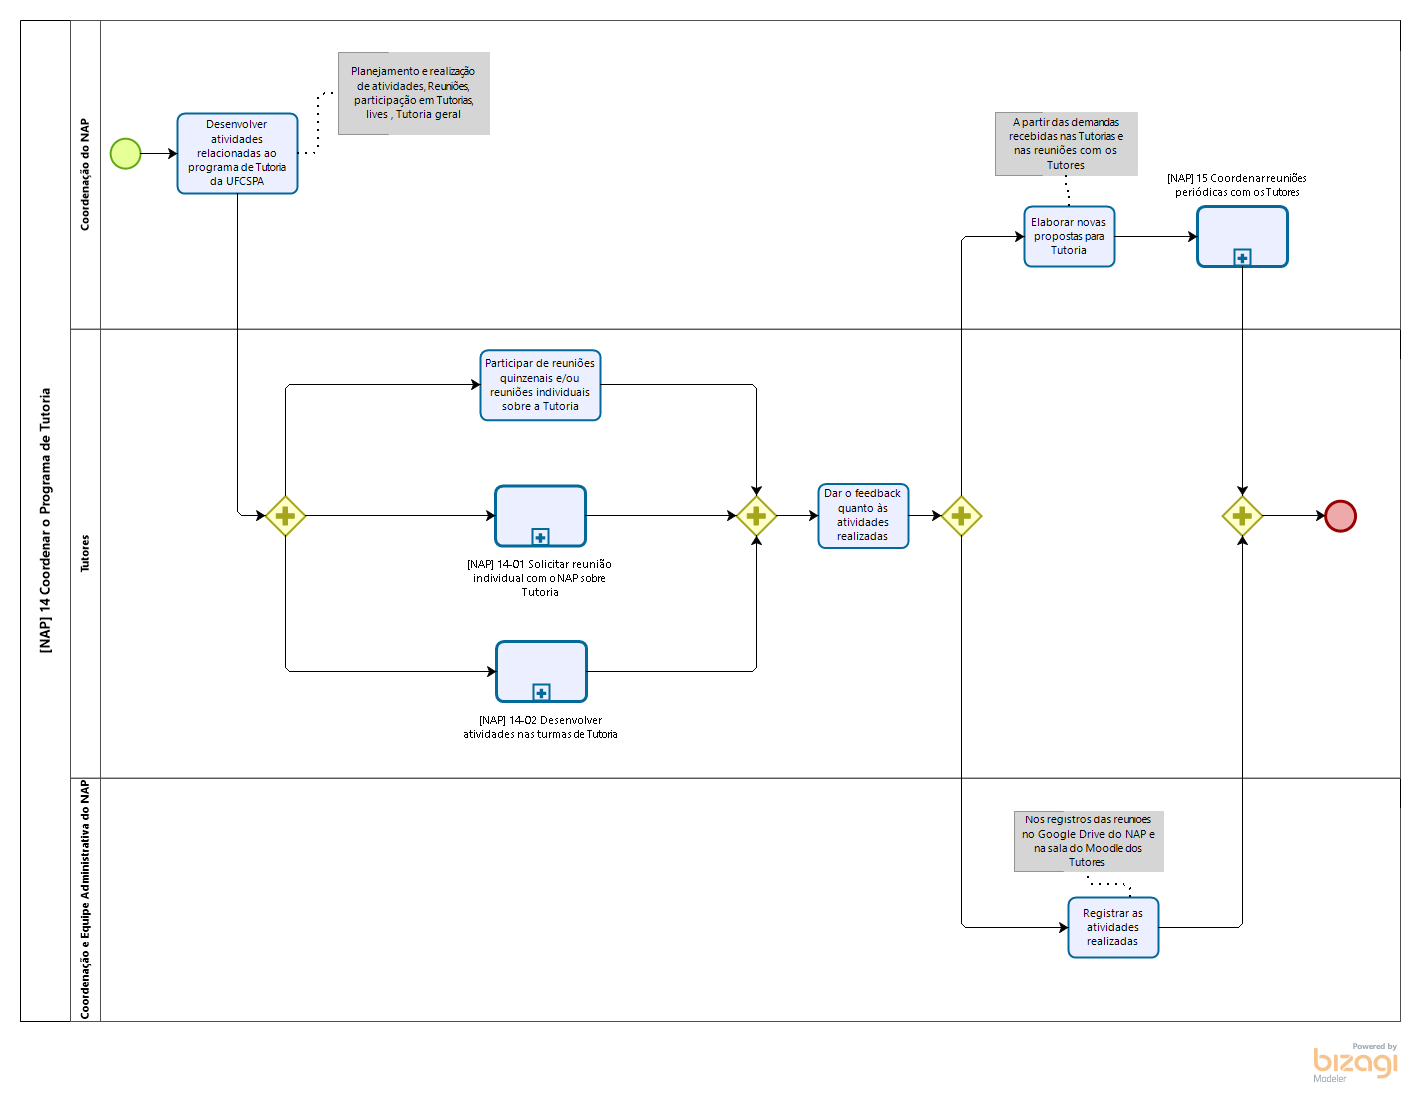 [NAP] 14 Coordenar o Programa de Tutoria
Coordenação do NAP
Desenvolver
atividades
relacionadas ao
programa de Tutoria
da UFCSPA
Planejamento e realização
de atividades, Reuniões,
participação em Tutorias,
lives , Tutoria geral
A partir das demandas
recebidas nas Tutorias e
nas reuniões com os
Tutores
Elaborar novas
propostas para
Tutoria
[NAP] 15 Coordenar reuniões
periódicas com os Tutores
Tutores
Participar de reuniões
quinzenais e/ou
reuniões individuais
sobre a Tutoria
[NAP] 14-01 Solicitar reunião
individual com o NAP sobre
Tutoria
[NAP] 14-02 Desenvolver
atividades nas turmas de Tutoria
Dar o feedback
quanto às
atividades
realizadas
Coordenação e Equipe Administrativa do NAP
Nos registros das reuniões
no Google Drive do NAP e
na sala do Moodle dos
Tutores
Registrar as
atividades
realizadas
Powered by
bizagi
Modeler